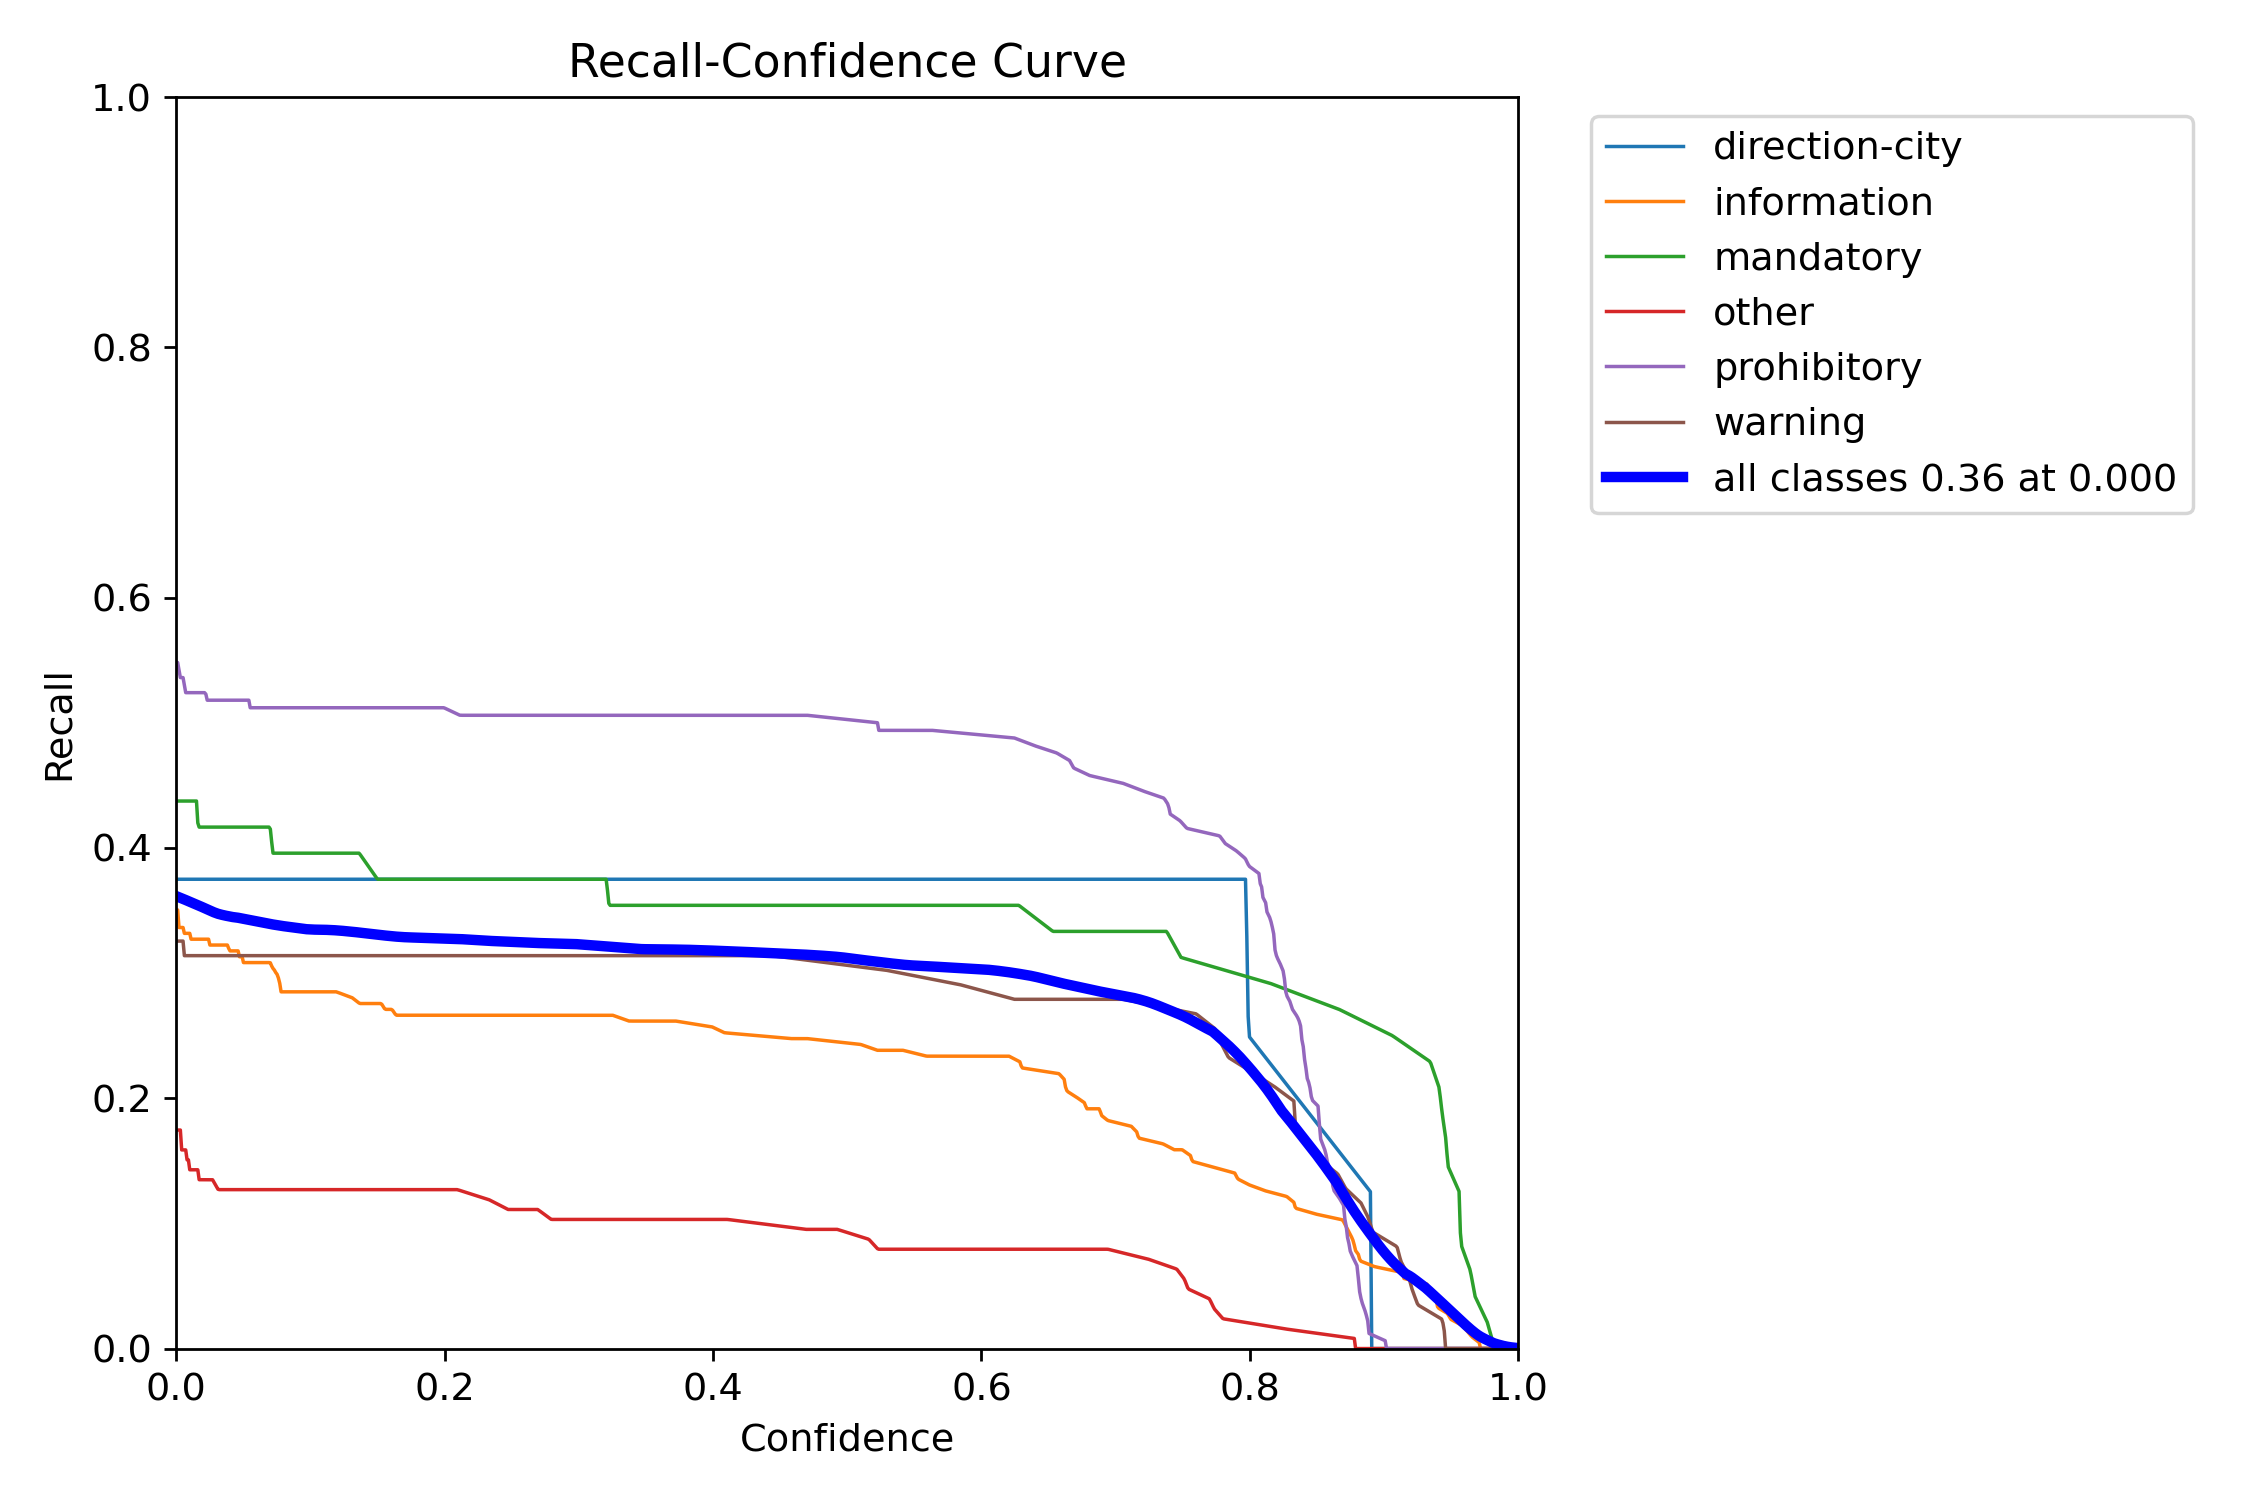 Recall-Confidence Curve
1.0
0.8
0.6
0.4
0.2
0.0
Recall
0.0 0.2 0.4 0.6 0.8 1.0
Confidence
direction-city
information
mandatory
other
prohibitory
warning
all classes 0.36 at 0.000